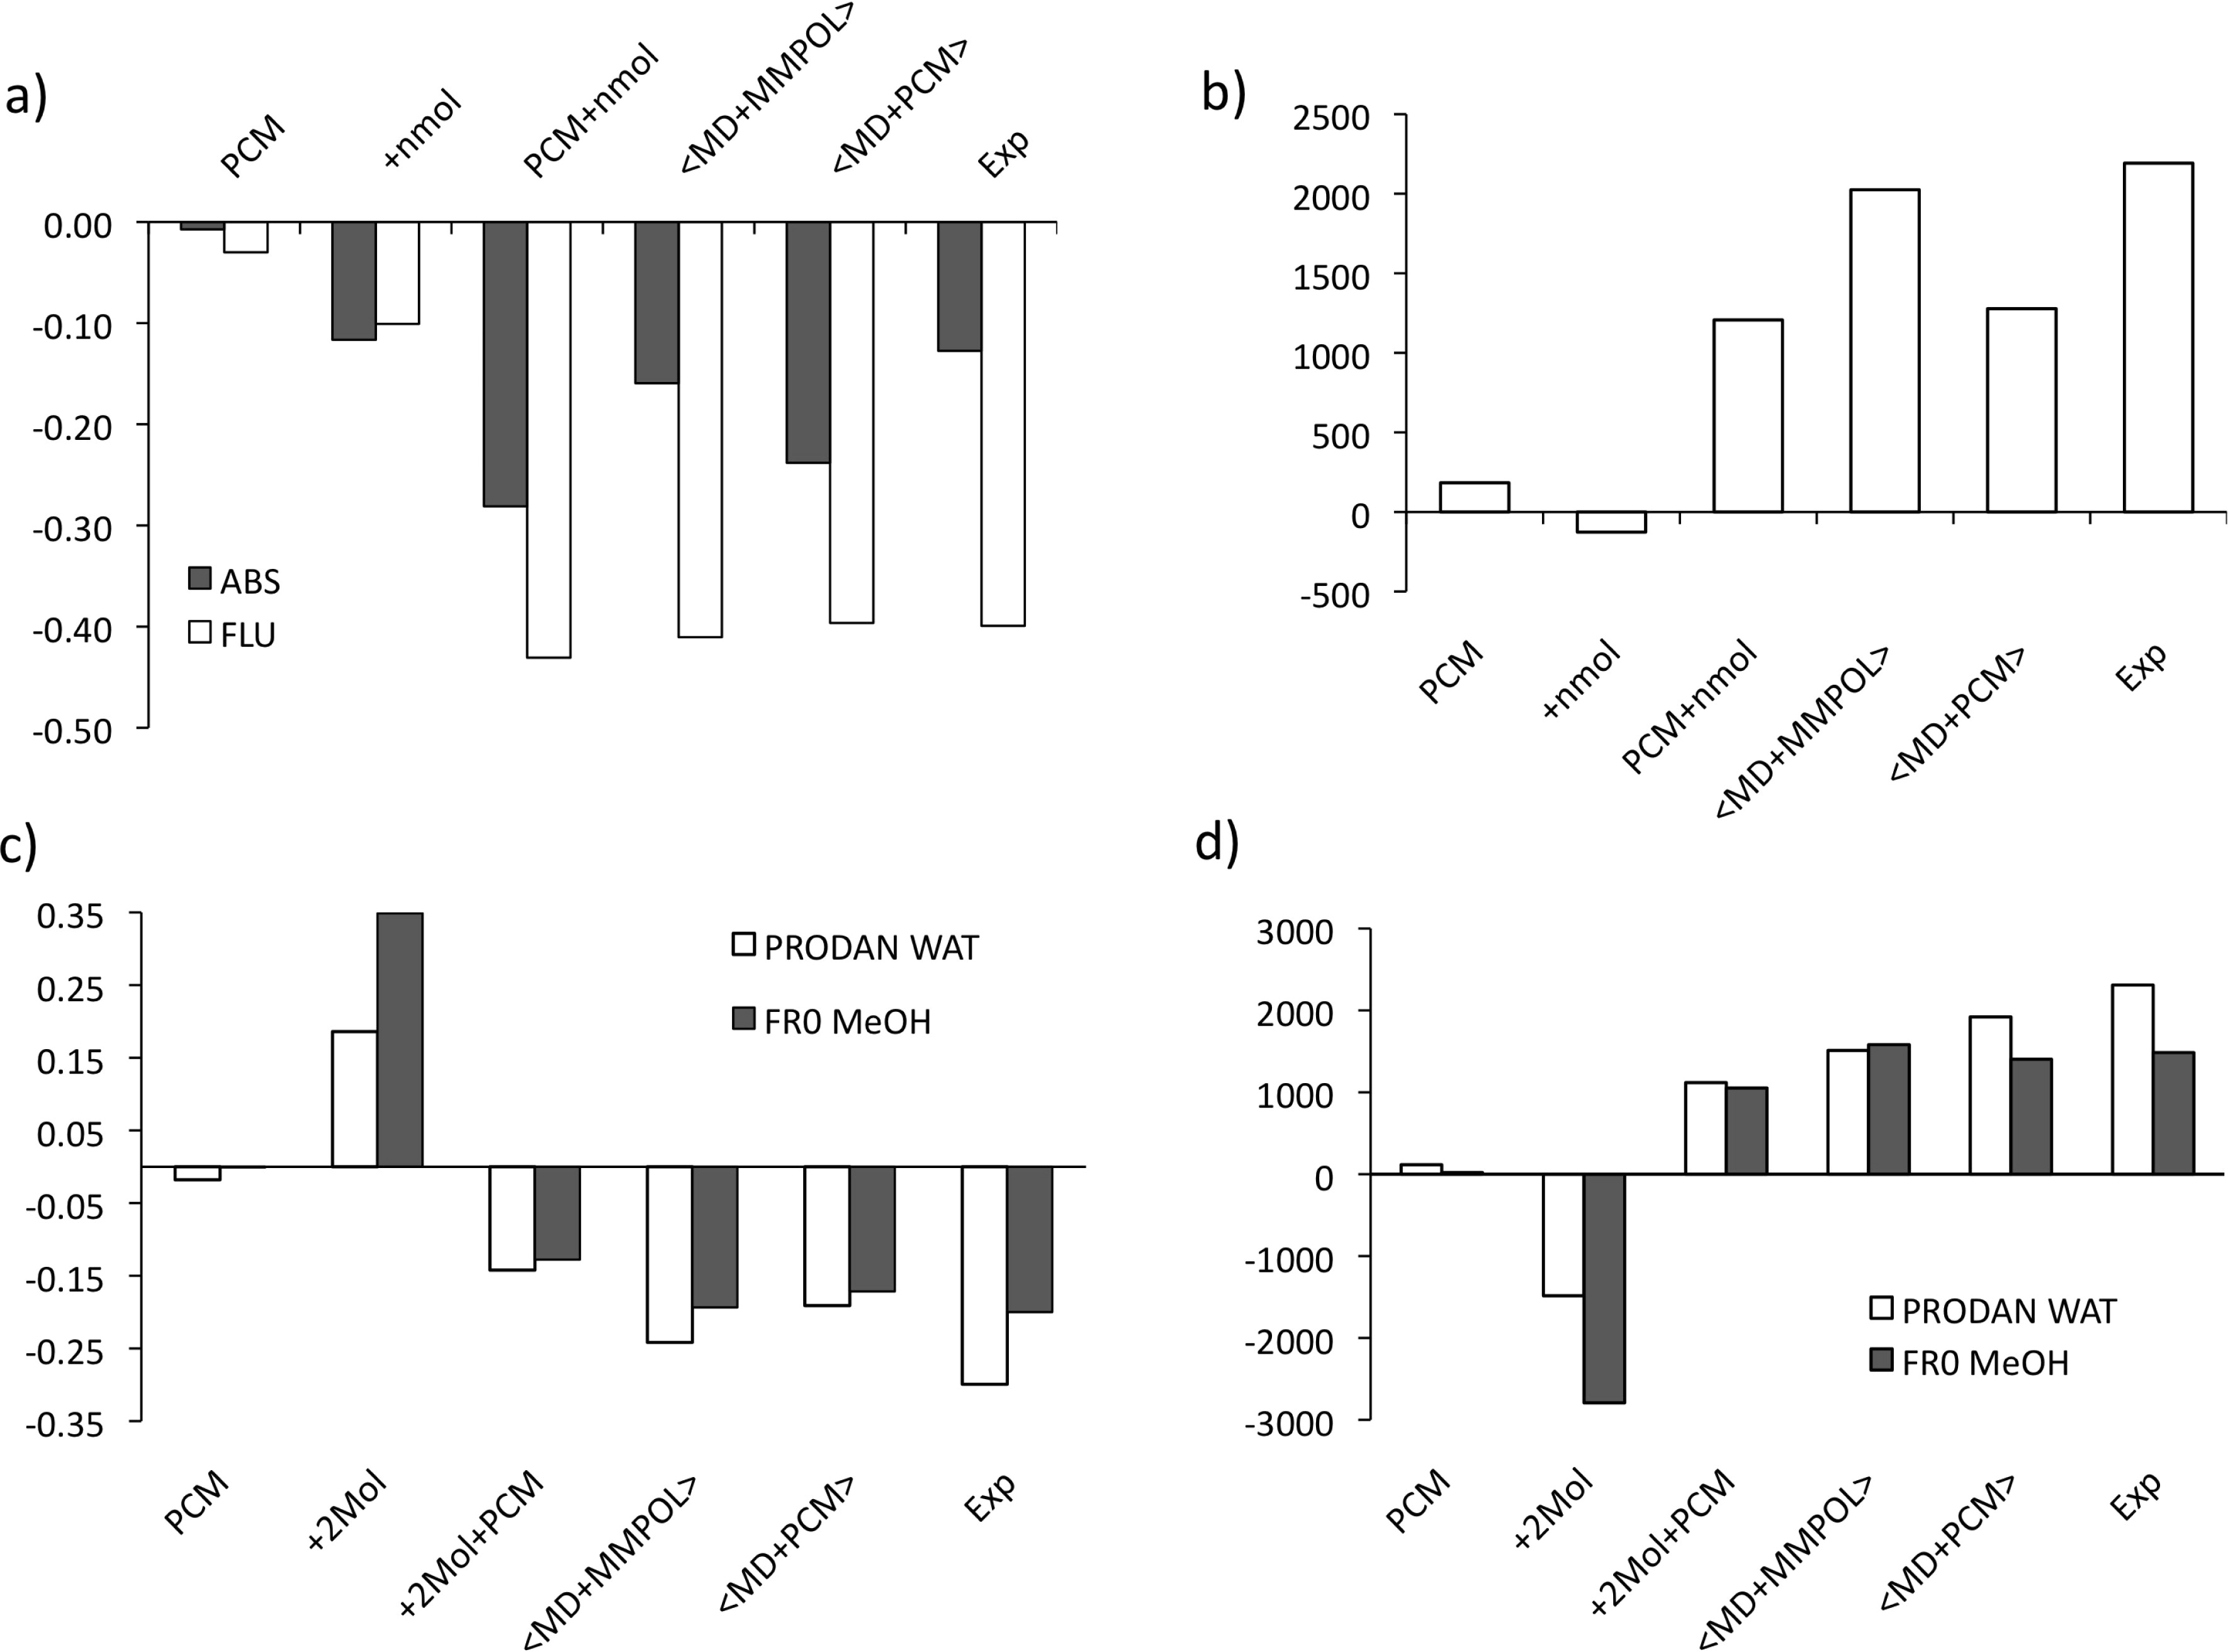 a)
PCM
+nmol
PCM+nmol
<MD+MMPOL>
<MD+PCM>
Exp
0.00
-0.10
-0.20
-0.30
-0.40
-0.50
ABS
FLU
b)
2500
2000
1500
1000
500
0
-500
PCM
+nmol
PCM+nmol
<MD+MMPOL>
<MD+PCM>
Exp
c)
0.35
0.25
0.15
0.05
-0.05
-0.15
-0.25
-0.35
PRODAN WAT
FR0 MeOH
PCM
+2Mol
+2Mol+PCM
<MD+MMPOL>
<MD+PCM>
Exp
d)
3000
2000
1000
0
-1000
-2000
-3000
PRODAN WAT
FR0 MeOH
PCM
+2Mol
+2Mol+PCM
<MD+MMPOL>
<MD+PCM>
Exp